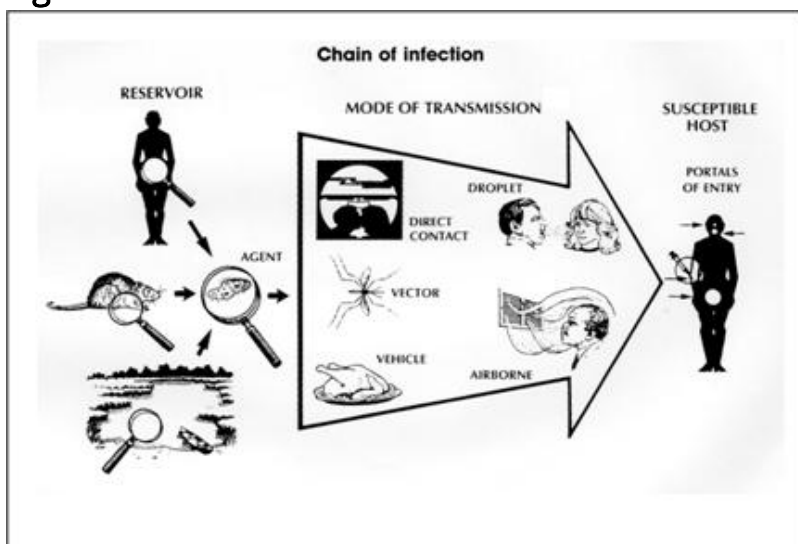 Chain of infection
RESERVOIR
MODE OF TRANSMISSION
SUSCEPTIBLE
HOST
PORTALS
OF ENTRY
DROPLET
DIRECT
CONTACT
AGENT
VECTOR
VEHICLE
AIRBORNE